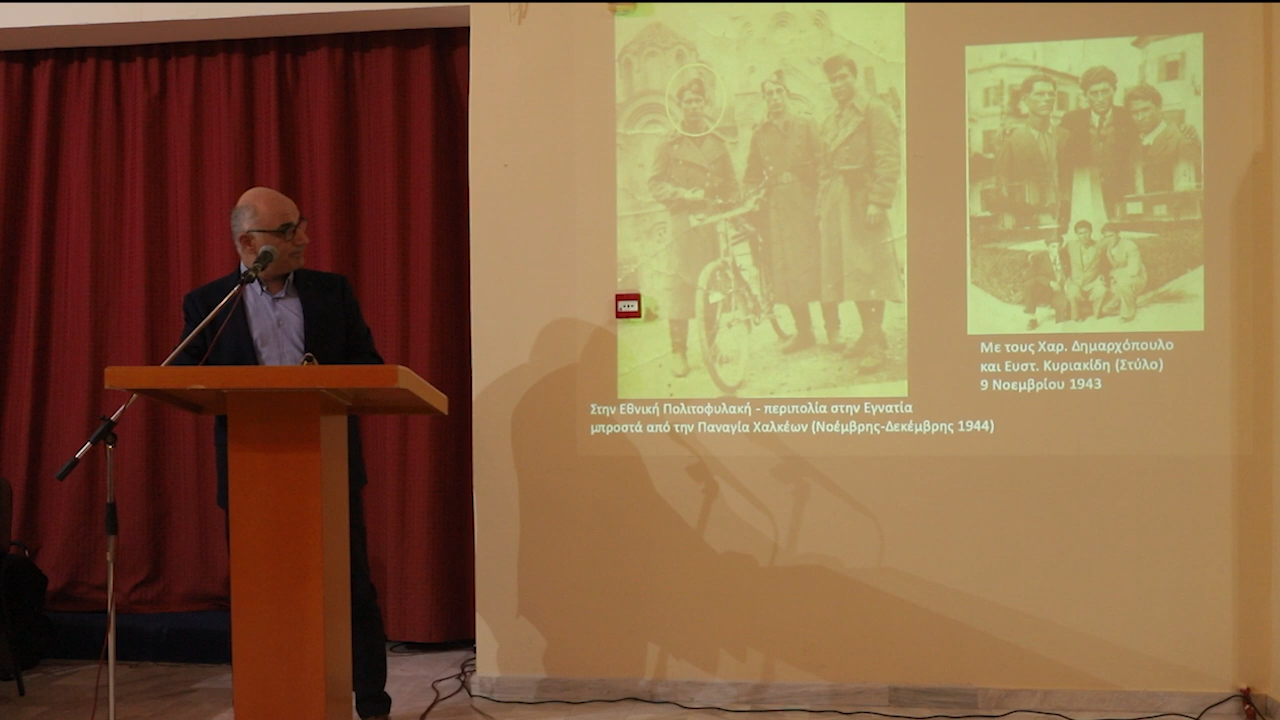 Με τους Χαρ. Δημαρχόπουλο
και Ευστ. Κυριακίδη (Στύλο)
9 Νοεμβρίου 1943
Στην Εθνική Πολιτοφυλακή - περιπολία στην Εγνατία
μπροστά από την Παναγία Χαλκέων (Νοέμβρης-Δεκέμβρης 1944)